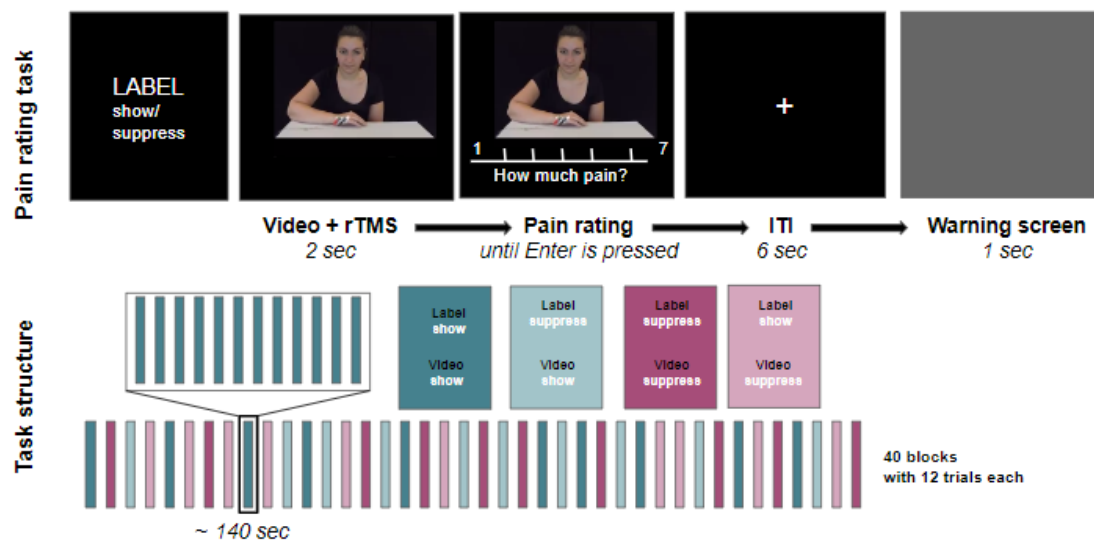 Pain rating task
LABEL
show/
suppress
1
7
How much pain?
+
Video + rTMS
2 sec
Pain rating
until Enter is pressed
ITI
6 sec
Warning screen
1 sec
Task structure
Label
show
Video
show
Label
suppress
Video
show
Label
suppress
Video
suppress
Label
show
Video
suppress
40 blocks
with 12 trials each
~ 140 sec